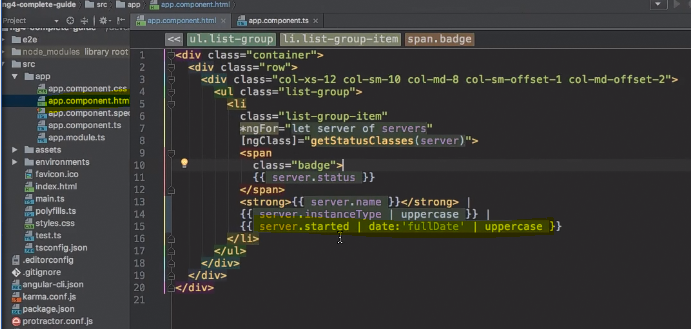 ng4-complete-guide
Project
app.component.html
app.component.ts
ng4-complete-guide
e2e
node_modules library root
src
app
app.component.css
app.component.htm
app.component.spe
app.component.ts
app.module.ts
assets
environments
favicon.ico
index.html
main.ts
polyfills.ts
styles.css
test.ts
tsconfig.json
.editorconfig
.gitignore
angular-cli.json
karma.conf.js
package.json
protractor.conf.js
<< ul.list-group li.list-group-item span.badge
1 <div class="container">
2 <div class="row">
3 <div class="col-xs-12 col-sm-10 col-md-8 col-sm-offset-1 col-md-offset-2">
4 <ul class="list-group">
5 <li
6 class="list-group-item"
7 *ngFor="let server of servers"
8 [ngClass]="getStatusClasses(server)">
9 <span
10 class="badge">
11 {{ server.status }}
12 </span>
13 <strong>{{ server.name }}</strong> |
14 {{ server.instanceType | uppercase }} |
15 {{ server.started | date:'fullDate' | uppercase }}
16 </li>
17 </ul>
18 </div>
19 </div>
20 </div>
21